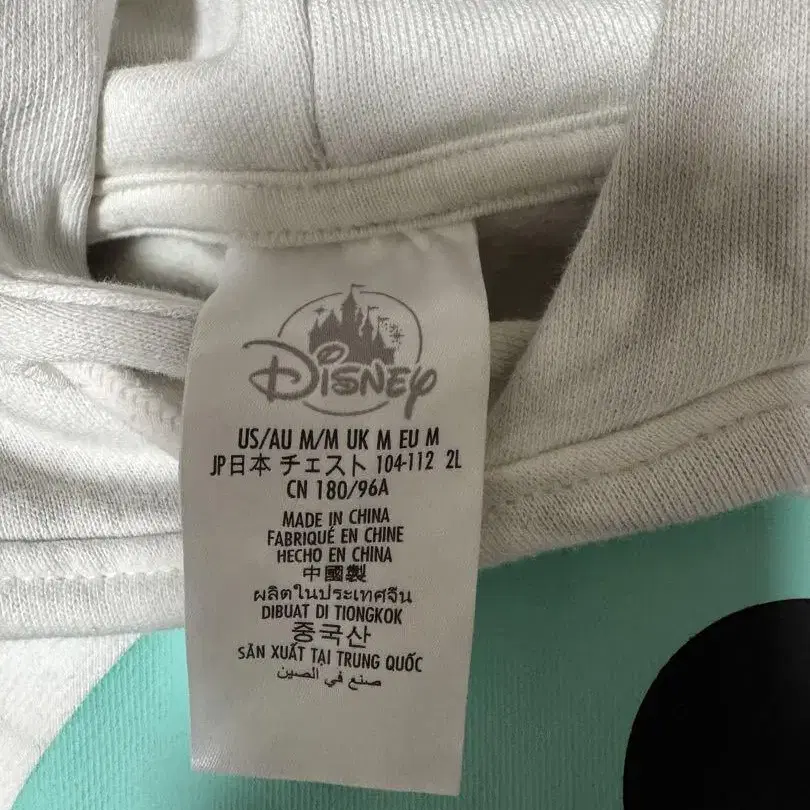 Disney
US/AU M/M UK M EU M
JP日本 チェスト 104-112 2L
CN 180/96A
MADE IN CHINA
FABRIQUÉ EN CHINE
HECHO EN CHINA
中國製
ผลิตในประเทศจีน
DIBUAT DI TIONGKOK
중국산
SẢN XUẤT TẠI TRUNG QUỐC
صنع في الصين